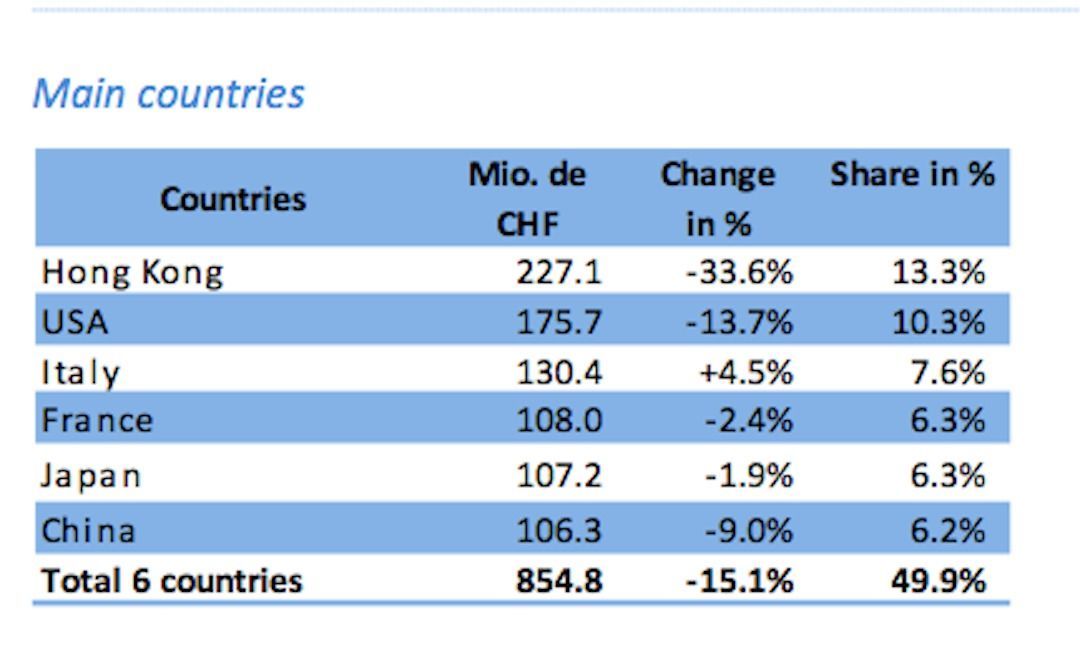 Main countries
Countries Mio. de CHF Change in % Share in %
Hong Kong 227.1 -33.6% 13.3%
USA 175.7 -13.7% 10.3%
Italy 130.4 +4.5% 7.6%
France 108.0 -2.4% 6.3%
Japan 107.2 -1.9% 6.3%
China 106.3 -9.0% 6.2%
Total 6 countries 854.8 -15.1% 49.9%